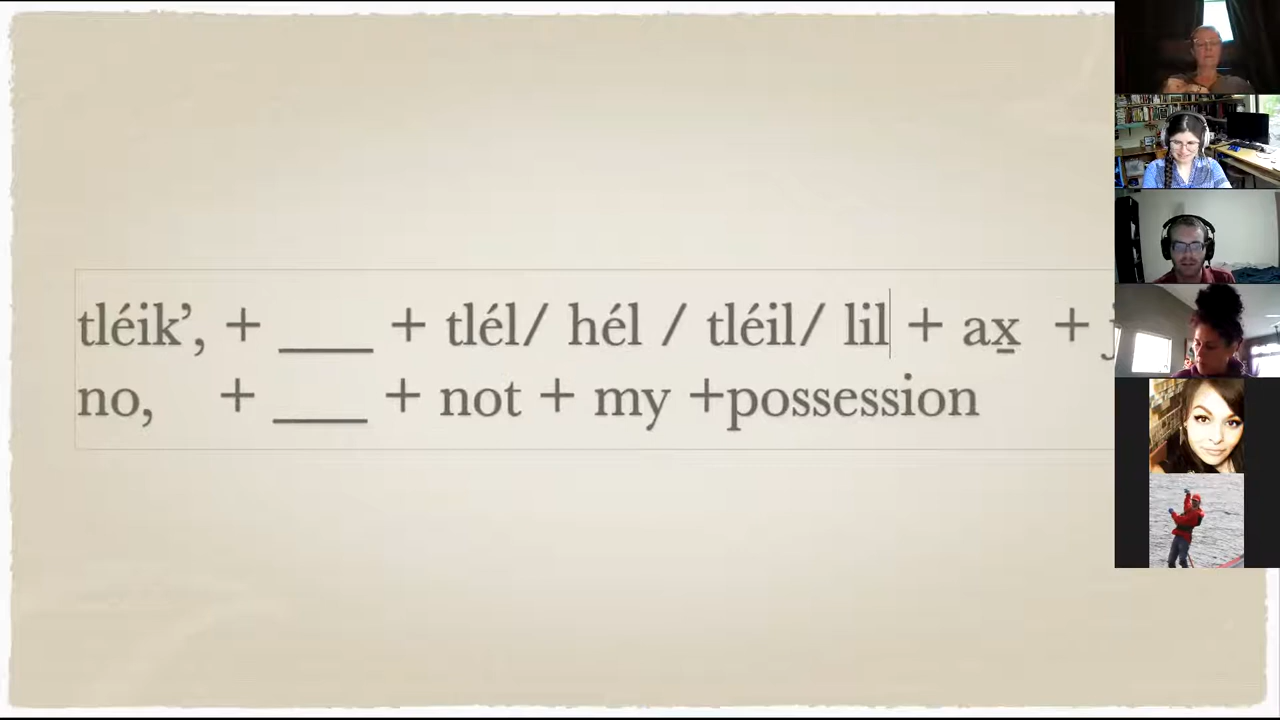 tléik’, + ___ + tlél/ hél / tléil/ lil + ax̱ + j
no, + ___ + not + my +possession